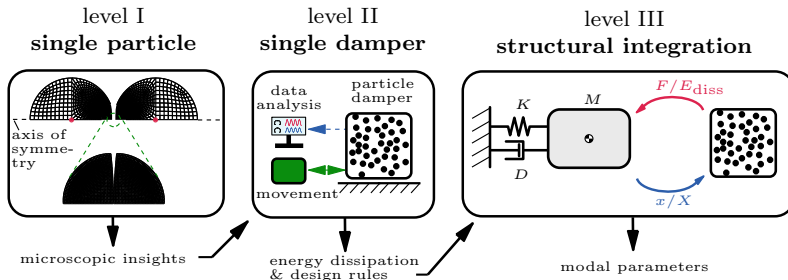 level I
single particle
axis of
symme-
try
microscopic insights
level II
single damper
data
analysis
particle
damper
movement
energy dissipation
& design rules
level III
structural integration
K
D
M
F/E_diss
x/X
modal parameters